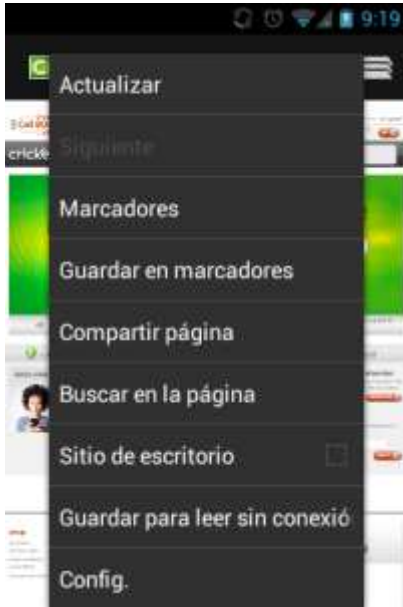 9:19
Actualizar
Siguiente
Marcadores
Guardar en marcadores
Compartir página
Buscar en la página
Sitio de escritorio
Guardar para leer sin conexió
Config.